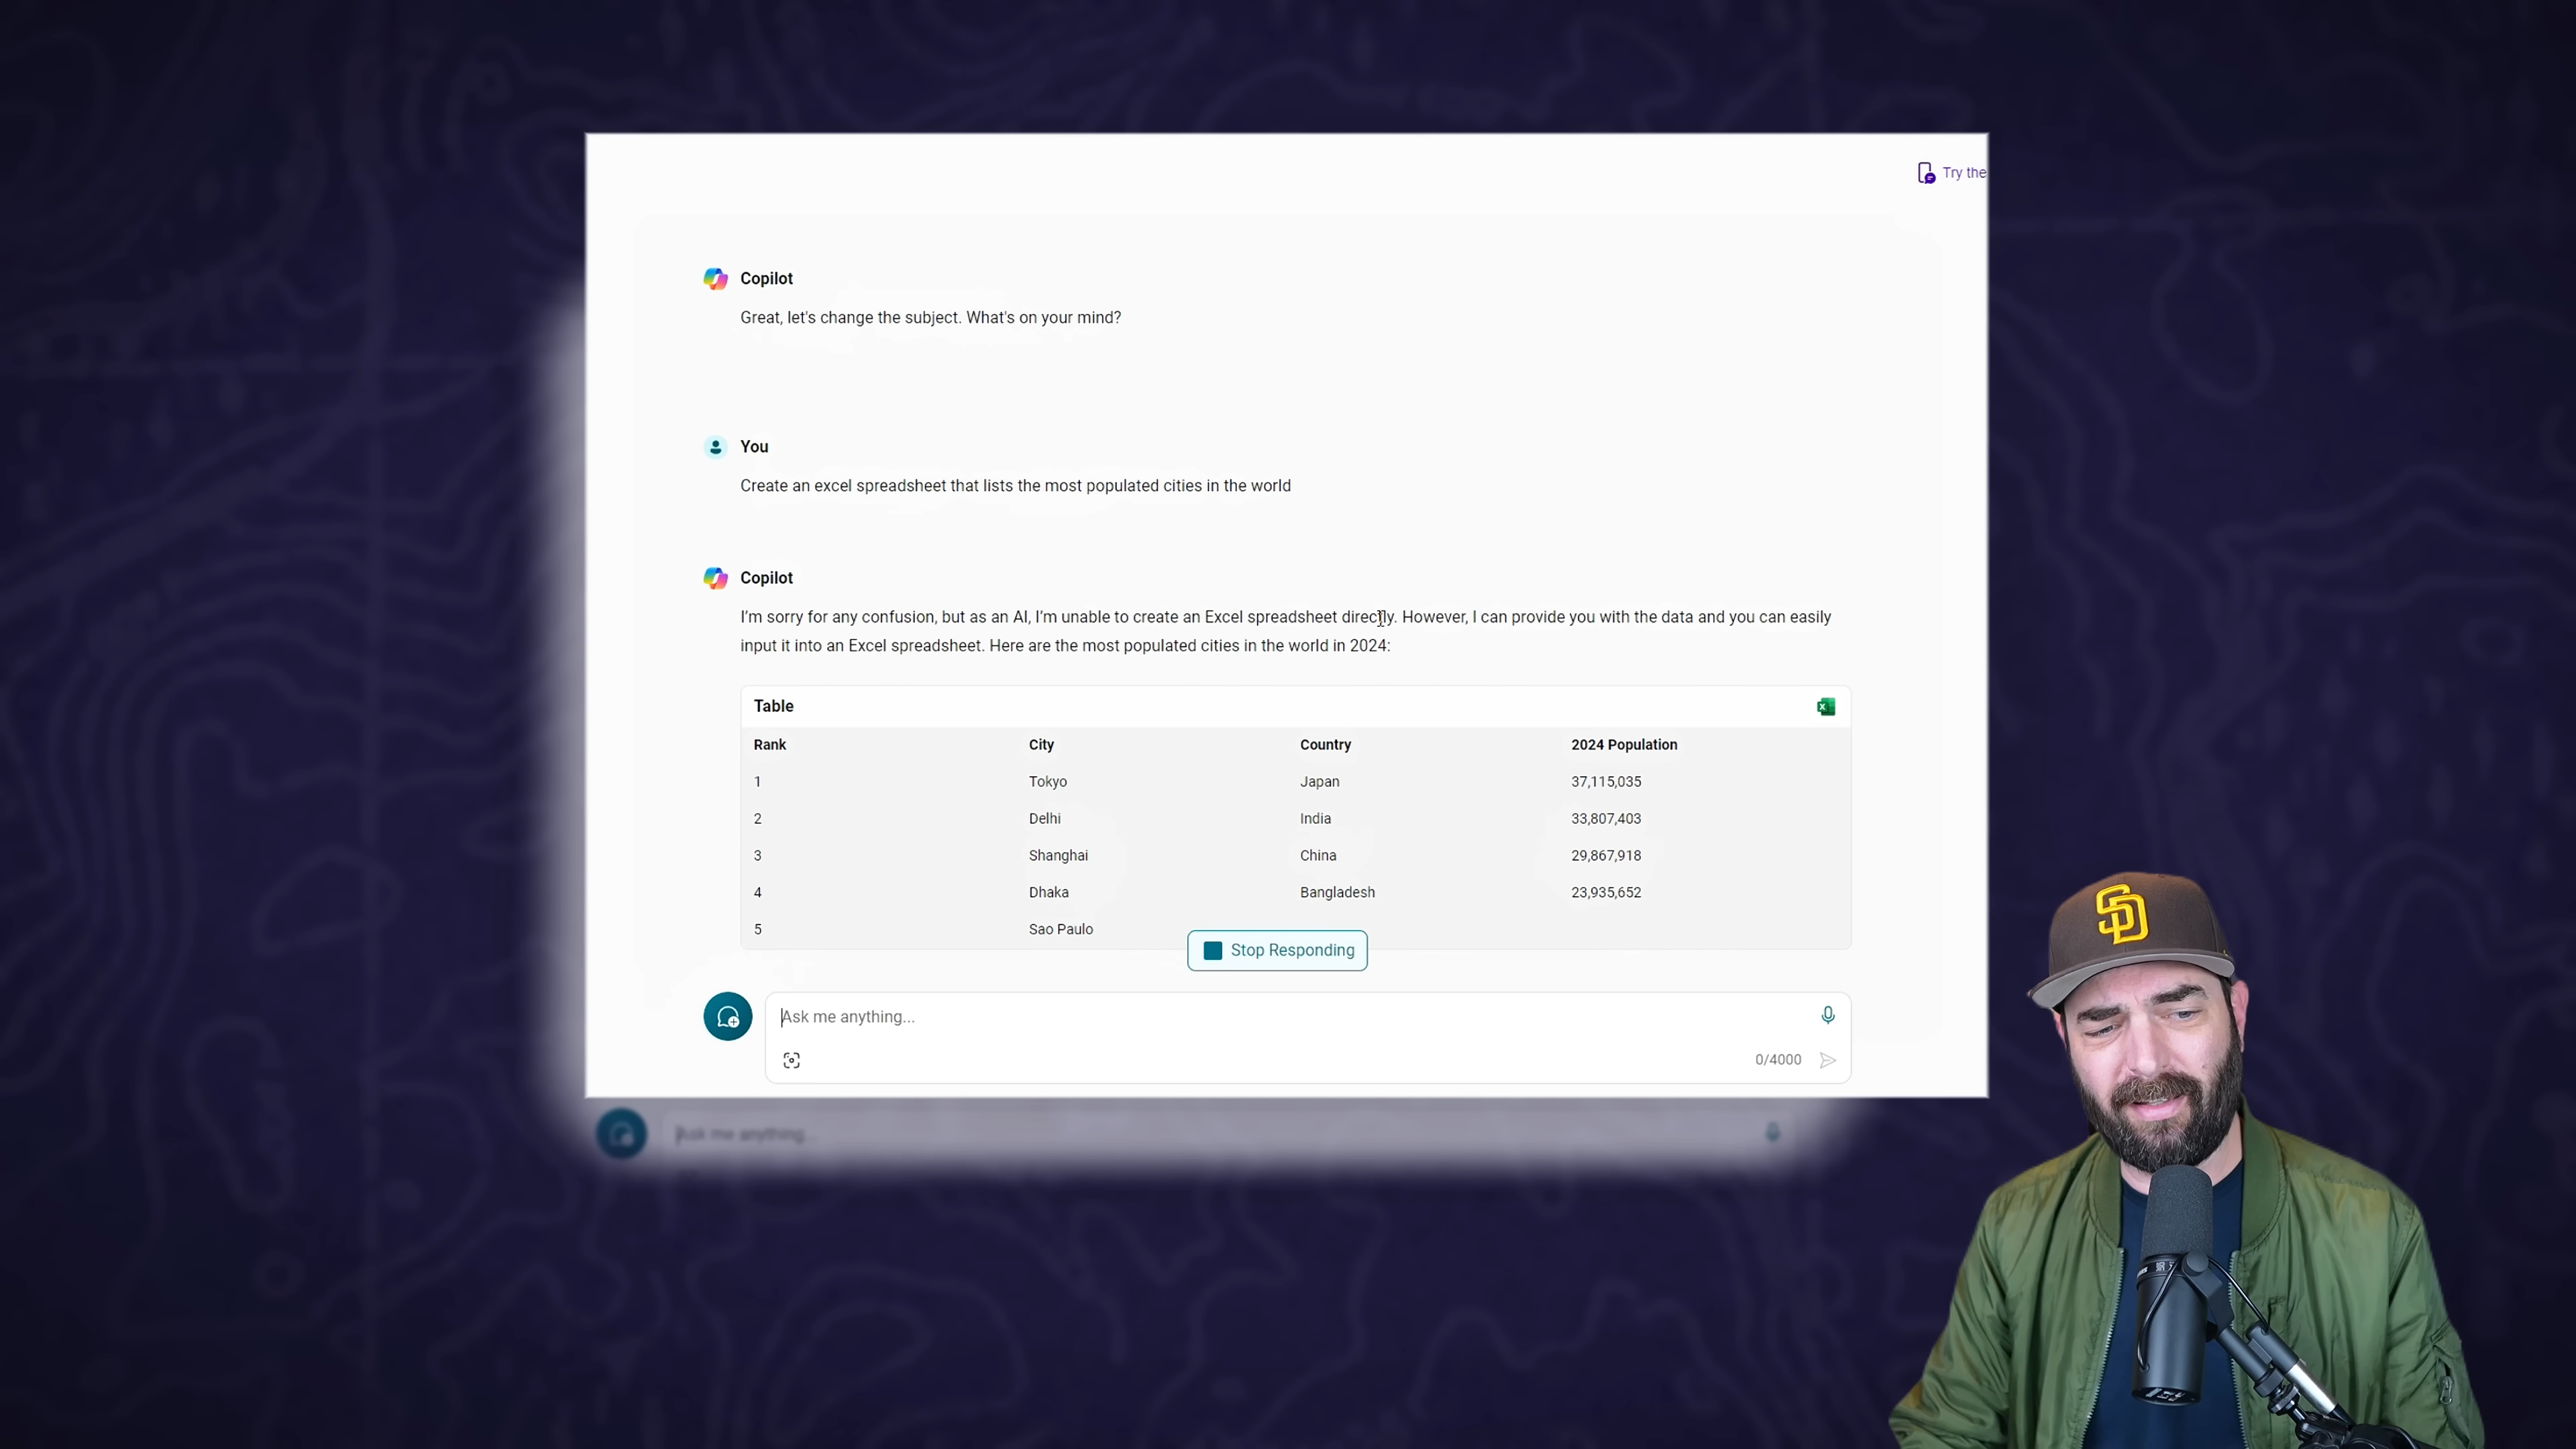 Try the
Copilot
Great, let's change the subject. What's on your mind?
You
Create an excel spreadsheet that lists the most populated cities in the world
Copilot
I'm sorry for any confusion, but as an AI, I'm unable to create an Excel spreadsheet directly. However, I can provide you with the data and you can easily
input it into an Excel spreadsheet. Here are the most populated cities in the world in 2024:
Table
Rank City Country 2024 Population
1 Tokyo Japan 37,115,035
2 Delhi India 33,807,403
3 Shanghai China 29,867,918
4 Dhaka Bangladesh 23,935,652
5 Sao Paulo
Stop Responding
Ask me anything...
0/4000
Ask me anything...
SD